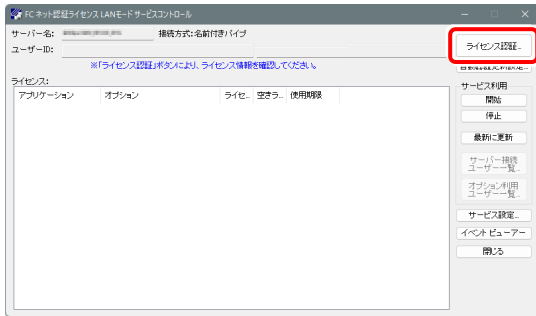 FC ネット認証ライセンス LANモード サービスコントロール
サーバー名: 接続方式:名前付きパイプ
ユーザーID:
※「ライセンス認証」ボタンにより、ライセンス情報を確認してください。
ライセンス:
アプリケーション オプション ライセ... 空きラ... 使用期限
ライセンス認証...
自動認証更新設定...
サービス利用
開始
停止
最新に更新
サーバー接続
ユーザー一覧...
オプション利用
ユーザー一覧...
サービス設定...
イベント ビューアー
閉じる